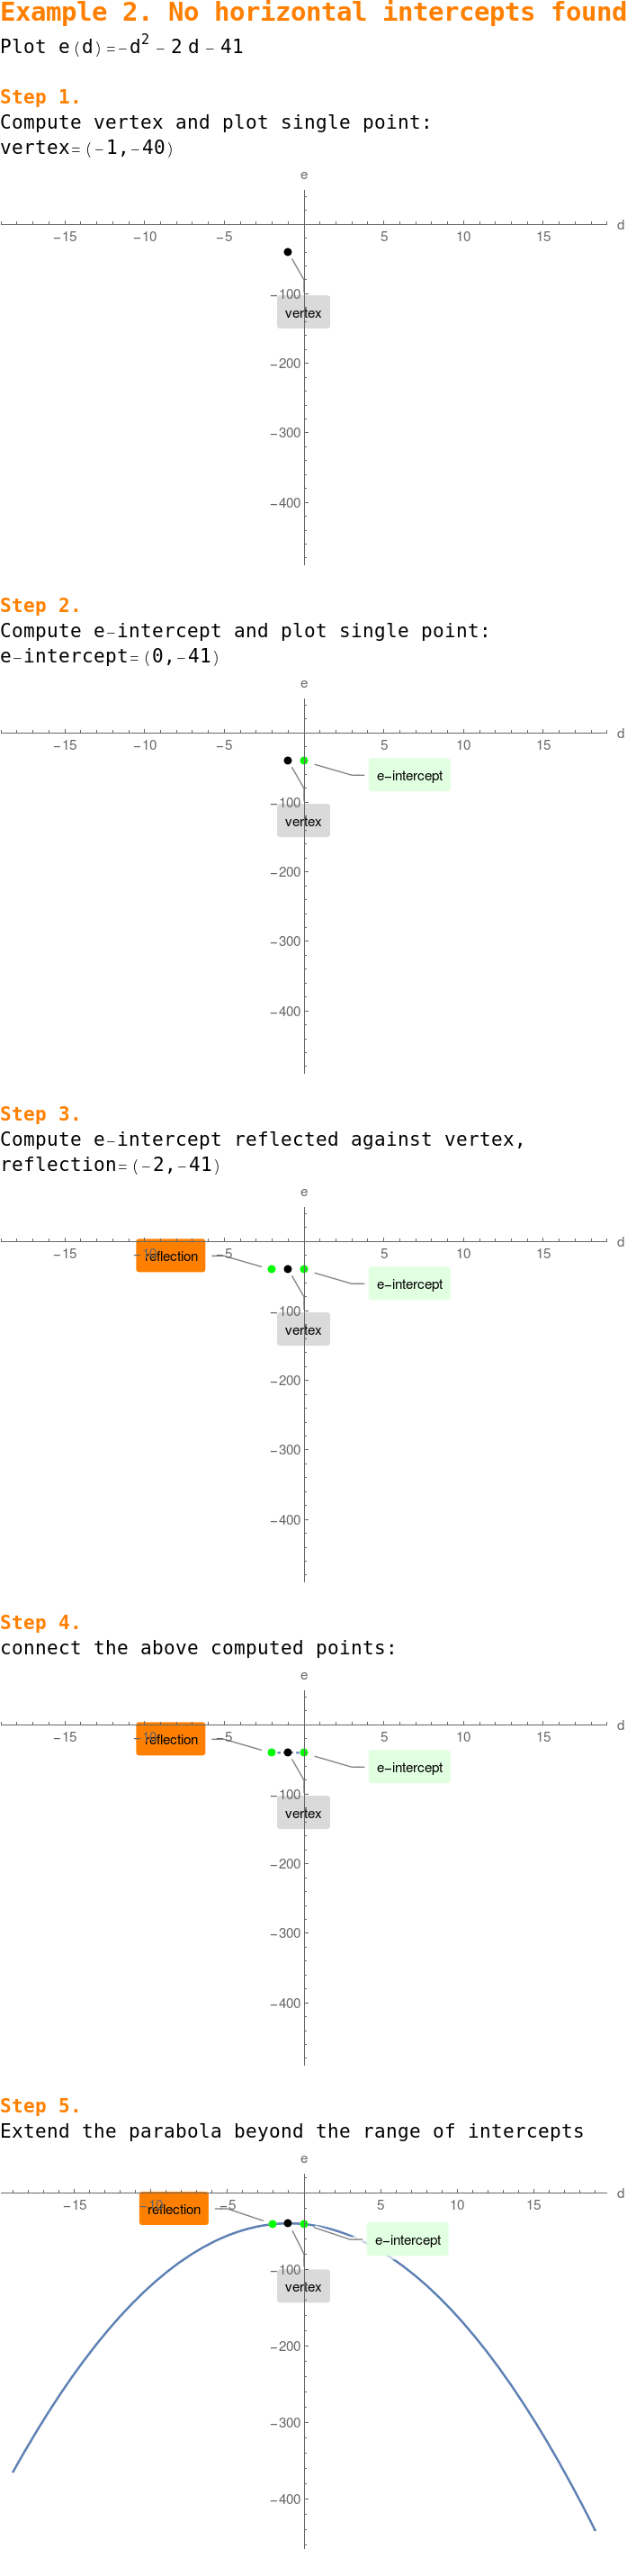 Example 2. No horizontal intercepts found
Plot e(d)=-d² - 2 d - 41
Step 1.
Compute vertex and plot single point:
vertex=(-1,-40)
e
d
-15 -10 -5 5 10 15
-100
vertex
-200
-300
-400
Step 2.
Compute e-intercept and plot single point:
e-intercept=(0,-41)
e
d
-15 -10 -5 5 10 15
e-intercept
-100
vertex
-200
-300
-400
Step 3.
Compute e-intercept reflected against vertex,
reflection=(-2,-41)
e
d
-15 -10 -5 5 10 15
reflection
e-intercept
-100
vertex
-200
-300
-400
Step 4.
connect the above computed points:
e
d
-15 -10 -5 5 10 15
reflection
e-intercept
-100
vertex
-200
-300
-400
Step 5.
Extend the parabola beyond the range of intercepts
e
d
-15 -10 -5 5 10 15
reflection
e-intercept
-100
vertex
-200
-300
-400